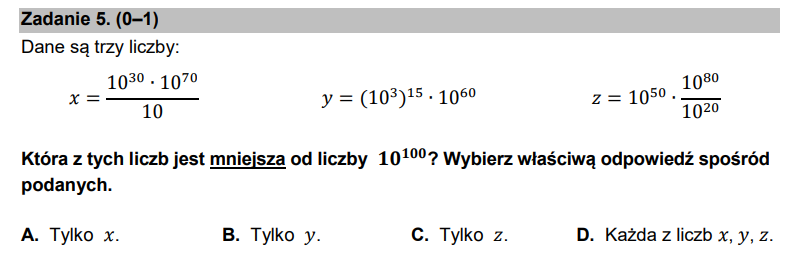 Zadanie 5. (0–1)
Dane są trzy liczby:
x = \frac{10^{30} \cdot 10^{70}}{10} y = (10^{3})^{15} \cdot 10^{60} z = 10^{50} \cdot \frac{10^{80}}{10^{20}}
Która z tych liczb jest mniejsza od liczby 10^{100}? Wybierz właściwą odpowiedź spośród
podanych.
A. Tylko x. B. Tylko y. C. Tylko z. D. Każda z liczb x, y, z.